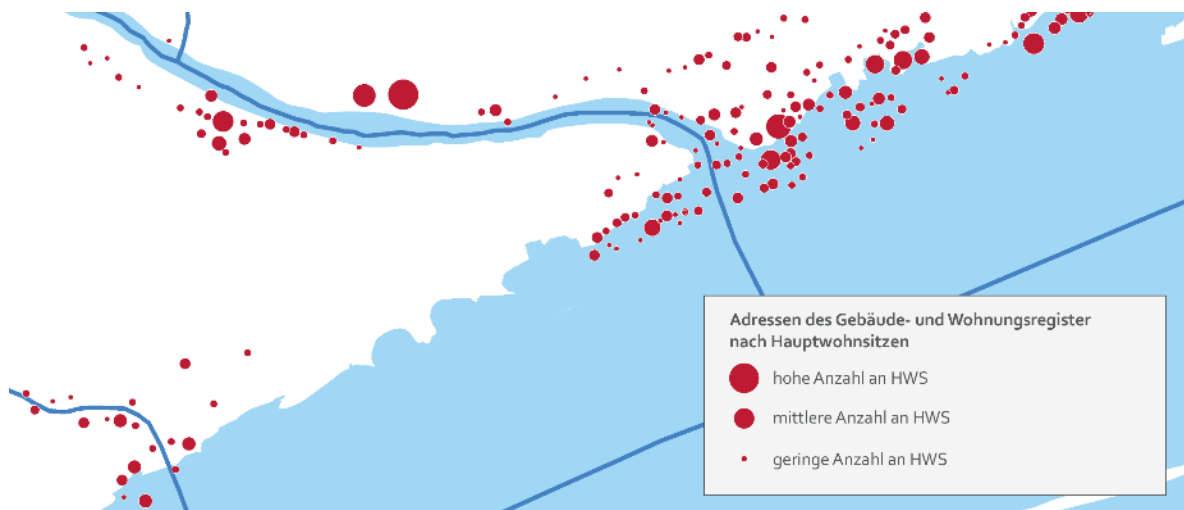 Adressen des Gebäude- und Wohnungsregister
nach Hauptwohnsitzen
hohe Anzahl an HWS
mittlere Anzahl an HWS
geringe Anzahl an HWS